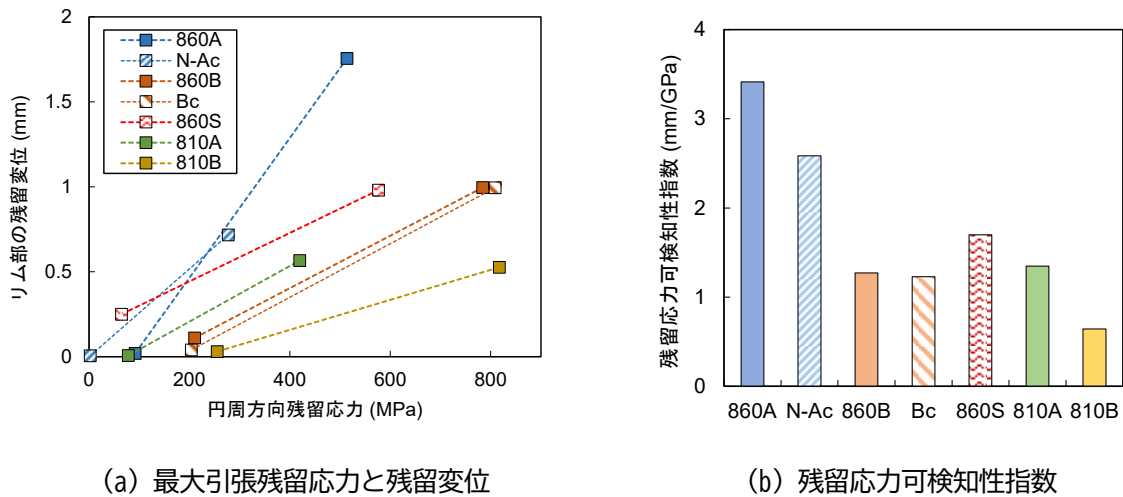 リム部の残留変位 (mm)
2
1.5
1
0.5
0
860A
N-Ac
860B
Bc
860S
810A
810B
0 200 400 600 800
円周方向残留応力 (MPa)
(a) 最大引張残留応力と残留変位
残留応力可検知性指数 (mm/GPa)
4
3
2
1
0
860A N-Ac 860B Bc 860S 810A 810B
(b) 残留応力可検知性指数